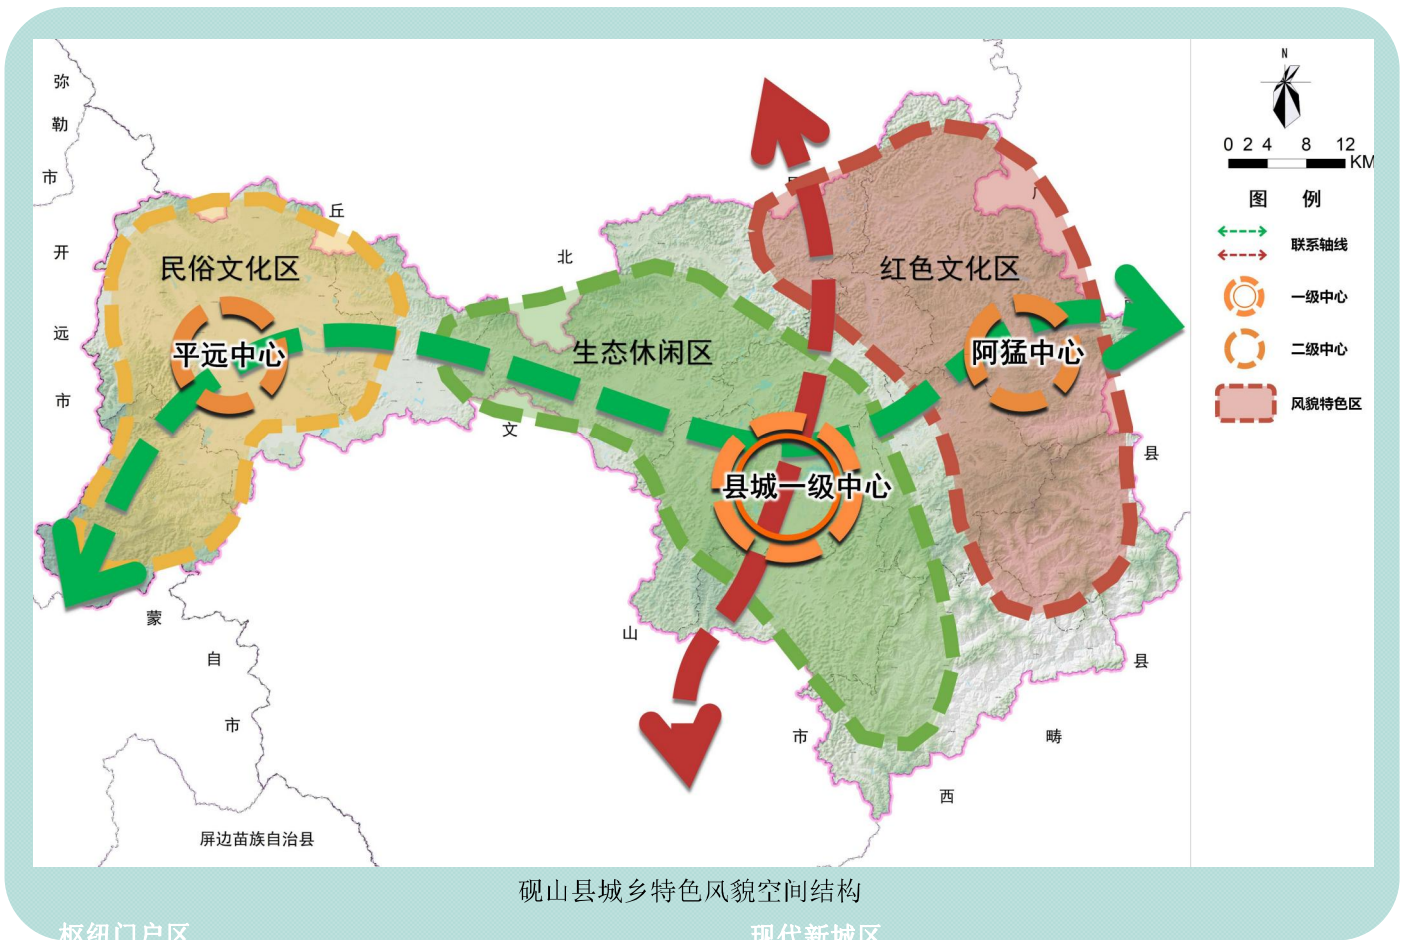 N
0 2 4 8 12
KM
图 例
联系轴线
一级中心
二级中心
风貌特色区
弥
勒
市
丘
开
北
远
市
文
县
县
山
蒙
自
市
市
畴
西
屏边苗族自治县
民俗文化区
平远中心
生态休闲区
红色文化区
阿猛中心
县城一级中心
砚山县城乡特色风貌空间结构
枢纽门户区
现代新城区